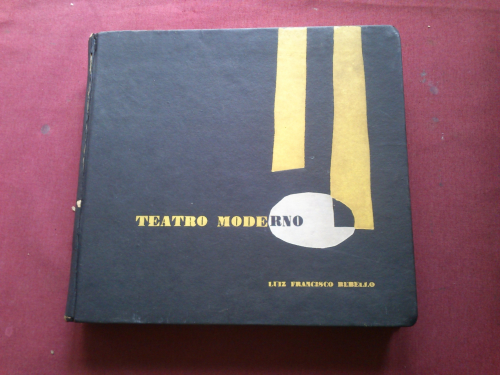 TEATRO MODERNO
LUIZ FRANCISCO REBELLO